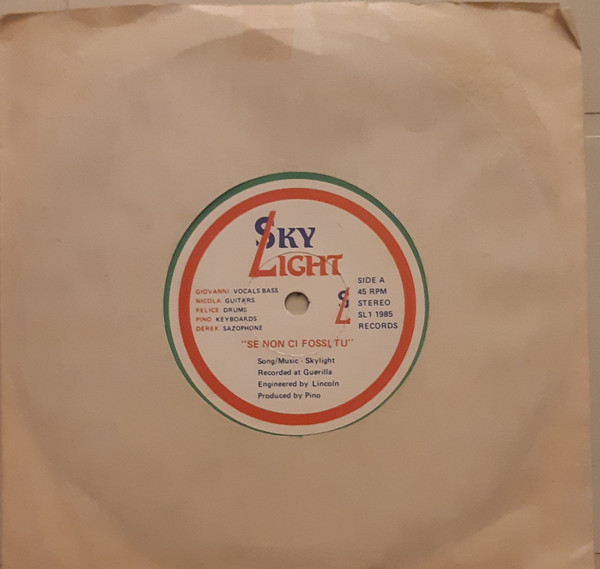 SKY
LIGHT
GIOVANNI VOCALS BASS
NICOLA GUITARS
FELICE DRUMS
PINO KEYBOARDS
DEREK SAZOPHONE
SL
SIDE A
45 RPM
STEREO
SL1 1985
RECORDS
"SE NON CI FOSSI, TU"
Song/Music - Skylight
Recorded at Guerilla
Engineered by Lincoln
Produced by Pino